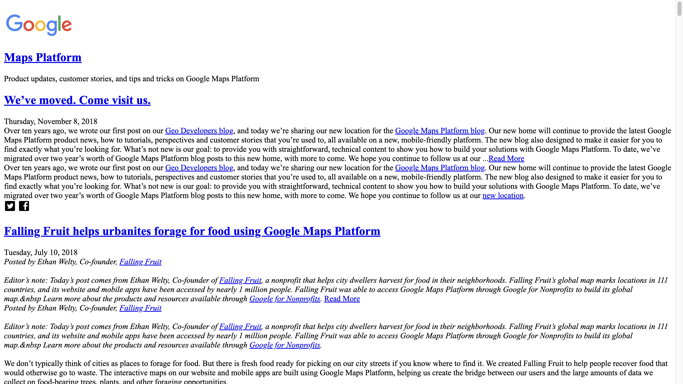 Google
Maps Platform
Product updates, customer stories, and tips and tricks on Google Maps Platform
We've moved. Come visit us.
Thursday, November 8, 2018
Over ten years ago, we wrote our first post on our Geo Developers blog, and today we're sharing our new location for the Google Maps Platform blog. Our new home will continue to provide the latest Google
Maps Platform product news, how to tutorials, perspectives and customer stories that you're used to, all available on a new, mobile-friendly platform. The new blog also designed to make it easier for you to
find exactly what you're looking for. What's not new is our goal: to provide you with straightforward, technical content to show you how to build your solutions with Google Maps Platform. To date, we've
migrated over two year's worth of Google Maps Platform blog posts to this new home, with more to come. We hope you continue to follow us at our ...Read More
Over ten years ago, we wrote our first post on our Geo Developers blog, and today we're sharing our new location for the Google Maps Platform blog. Our new home will continue to provide the latest Google
Maps Platform product news, how to tutorials, perspectives and customer stories that you're used to, all available on a new, mobile-friendly platform. The new blog also designed to make it easier for you to
find exactly what you're looking for. What's not new is our goal: to provide you with straightforward, technical content to show you how to build your solutions with Google Maps Platform. To date, we've
migrated over two year's worth of Google Maps Platform blog posts to this new home, with more to come. We hope you continue to follow us at our new location.
Falling Fruit helps urbanites forage for food using Google Maps Platform
Tuesday, July 10, 2018
Posted by Ethan Welty, Co-founder, Falling Fruit
Editor's note: Today's post comes from Ethan Welty, Co-founder of Falling Fruit, a nonprofit that helps city dwellers harvest for food in their neighborhoods. Falling Fruit's global map marks locations in 111
countries, and its website and mobile apps have been accessed by nearly 1 million people. Falling Fruit was able to access Google Maps Platform through Google for Nonprofits to build its global
map.&nbsp Learn more about the products and resources available through Google for Nonprofits. Read More
Posted by Ethan Welty, Co-founder, Falling Fruit
Editor's note: Today's post comes from Ethan Welty, Co-founder of Falling Fruit, a nonprofit that helps city dwellers harvest for food in their neighborhoods. Falling Fruit's global map marks locations in 111
countries, and its website and mobile apps have been accessed by nearly 1 million people. Falling Fruit was able to access Google Maps Platform through Google for Nonprofits to build its global
map.&nbsp Learn more about the products and resources available through Google for Nonprofits.
We don't typically think of cities as places to forage for food. But there is fresh food ready for picking on our city streets if you know where to find it. We created Falling Fruit to help people recover food that
would otherwise go to waste. The interactive maps on our website and mobile apps are built using Google Maps Platform, helping us create the bridge between our users and the large amounts of data we
collect on food-bearing trees, plants, and other foraging opportunities.